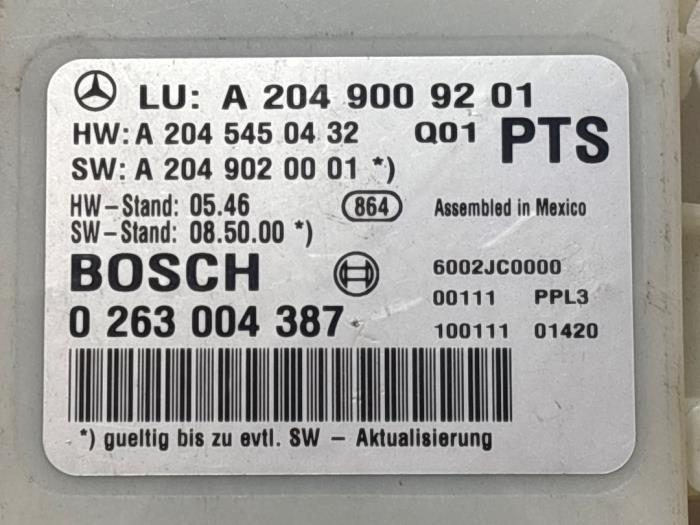 LU: A 204 900 92 01
HW: A 204 545 04 32 Q01 PTS
SW: A 204 902 00 01 *)
HW-Stand: 05.46 864 Assembled in Mexico
SW-Stand: 08.50.00 *)
BOSCH 6002JC0000
00111 PPL3
0 263 004 387 100111 01420
*) gueltig bis zu evtl. SW - Aktualisierung